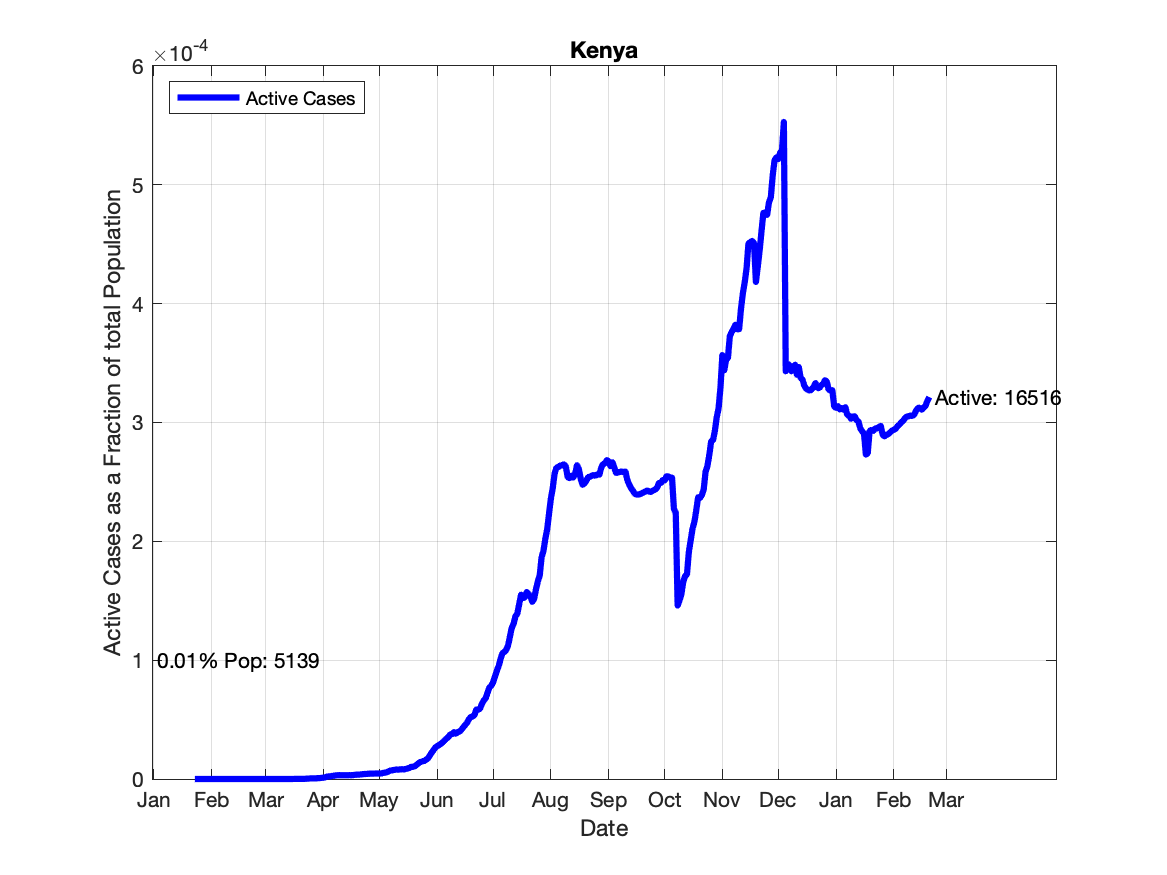 Kenya
×10-4
Active Cases
6
5
4
3
2
1
0
Active Cases as a Fraction of total Population
0.01% Pop: 5139
Active: 16516
Jan Feb Mar Apr May Jun Jul Aug Sep Oct Nov Dec Jan Feb Mar
Date